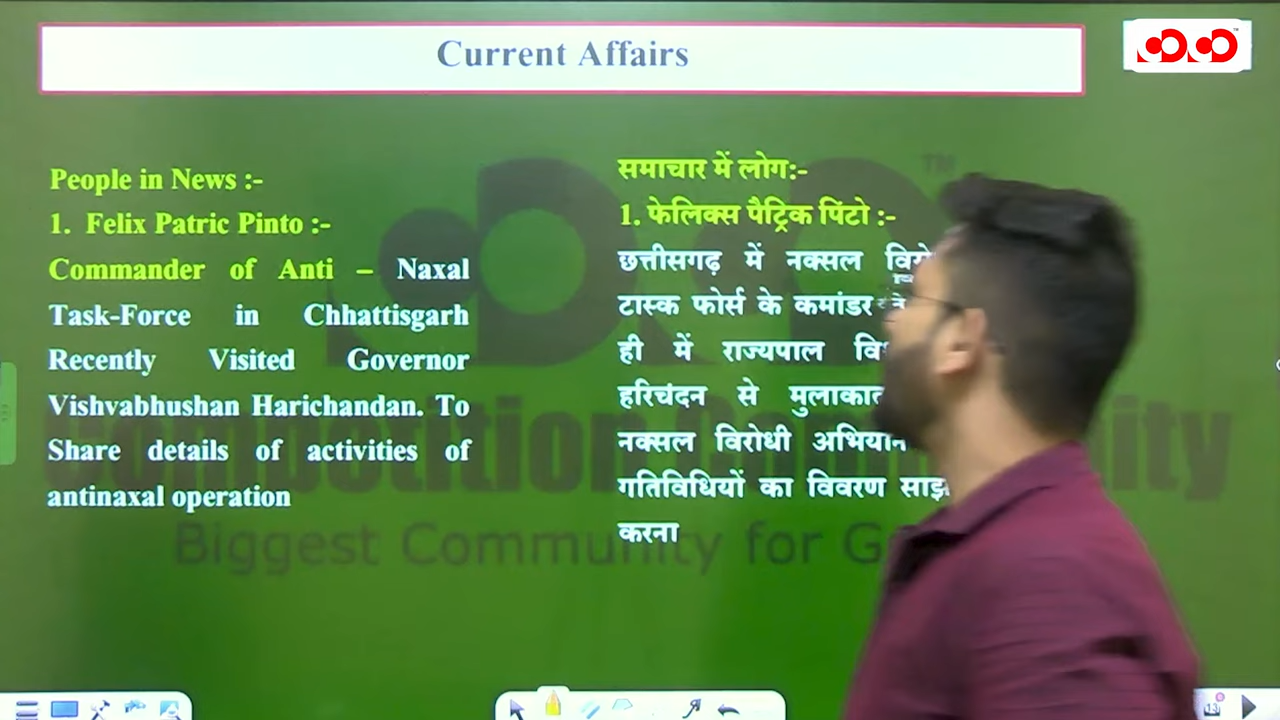 Current Affairs
People in News :-
1. Felix Patric Pinto :-
Commander of Anti – Naxal
Task-Force in Chhattisgarh
Recently Visited Governor
Vishvabhushan Harichandan. To
Share details of activities of
antinaxal operation
समाचार में लोग:-
1. फेलिक्स पैट्रिक पिंटो :-
छत्तीसगढ़ में नक्सल
टास्क फोर्स के कमांडर
ही में राज्यपाल
हरिचंदन से
नक्सल विरोधी
गतिविधियों का विवरण
करना
Biggest Community for